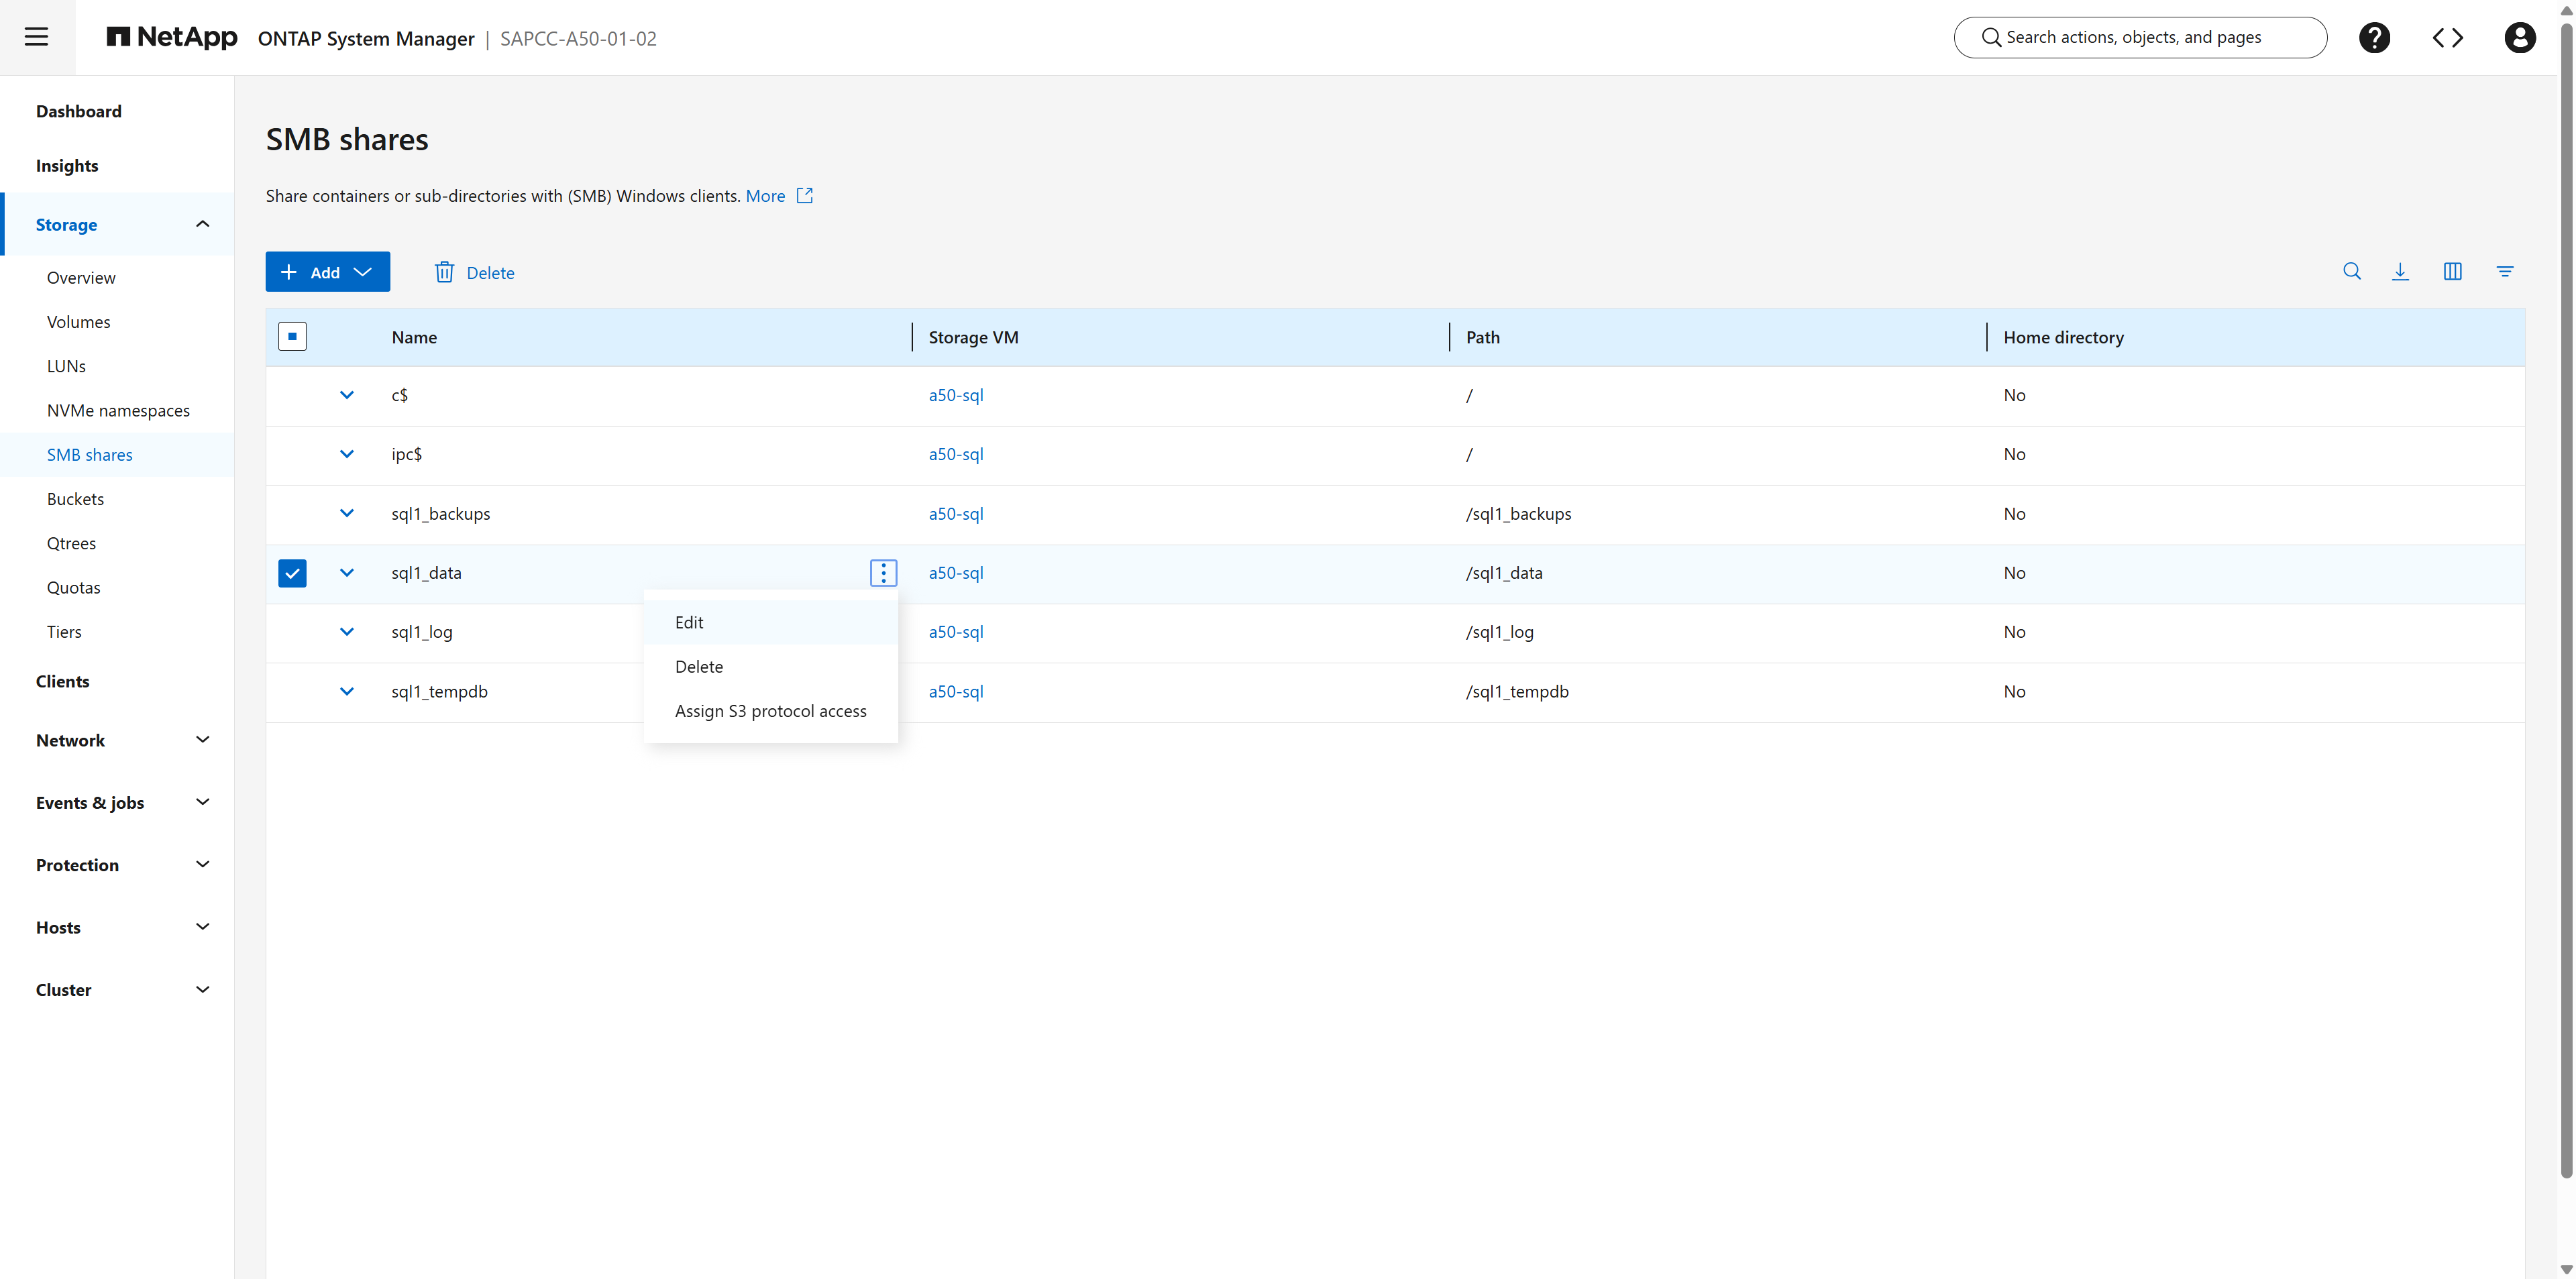 NetApp ONTAP System Manager | SAPCC-A50-01-02
Search actions, objects, and pages
Dashboard
Insights
Storage
Overview
Volumes
LUNs
NVMe namespaces
SMB shares
Buckets
Qtrees
Quotas
Tiers
Clients
Network
Events & jobs
Protection
Hosts
Cluster
SMB shares
Share containers or sub-directories with (SMB) Windows clients. More
Add Delete
Name Storage VM Path Home directory
c$ a50-sql / No
ipc$ a50-sql / No
sql1_backups a50-sql /sql1_backups No
sql1_data a50-sql /sql1_data No
sql1_log a50-sql /sql1_log No
sql1_tempdb a50-sql /sql1_tempdb No
Edit
Delete
Assign S3 protocol access